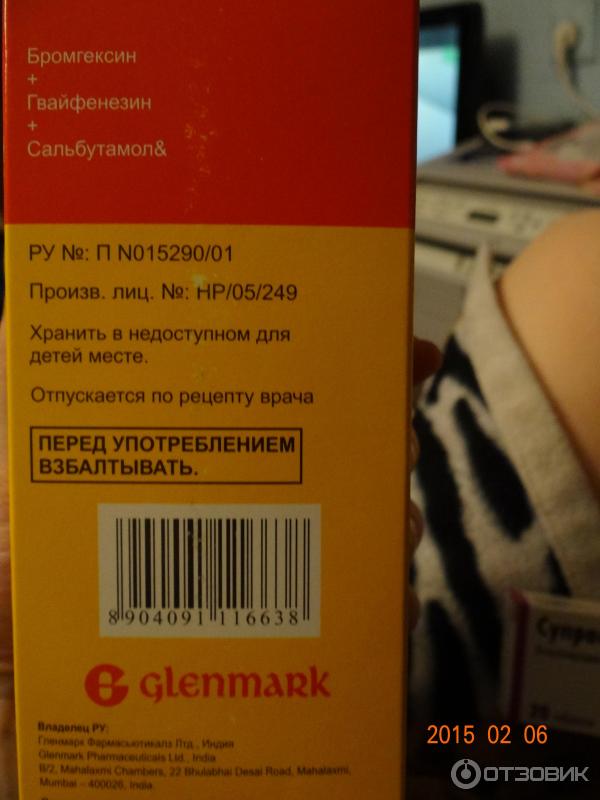 Бромгексин
+
Гвайфенезин
+
Сальбутамол&
РУ №: П N015290/01
Произв. лиц. №: HP/05/249
Хранить в недоступном для
детей месте.
Отпускается по рецепту врача
ПЕРЕД УПОТРЕБЛЕНИЕМ
ВЗБАЛТЫВАТЬ.
8 904091 116638
Glenmark
Владелец РУ:
Гленмарк Фармасьютикалз Лтд., Индия
Glenmark Pharmaceuticals Ltd., India
B/2, Mahalaxmi Chambers, 22 Bhulabhai Desai Road, Mahalaxmi,
Mumbai – 400026, India
Супра
20
2015 02 06
ОТЗОВИК